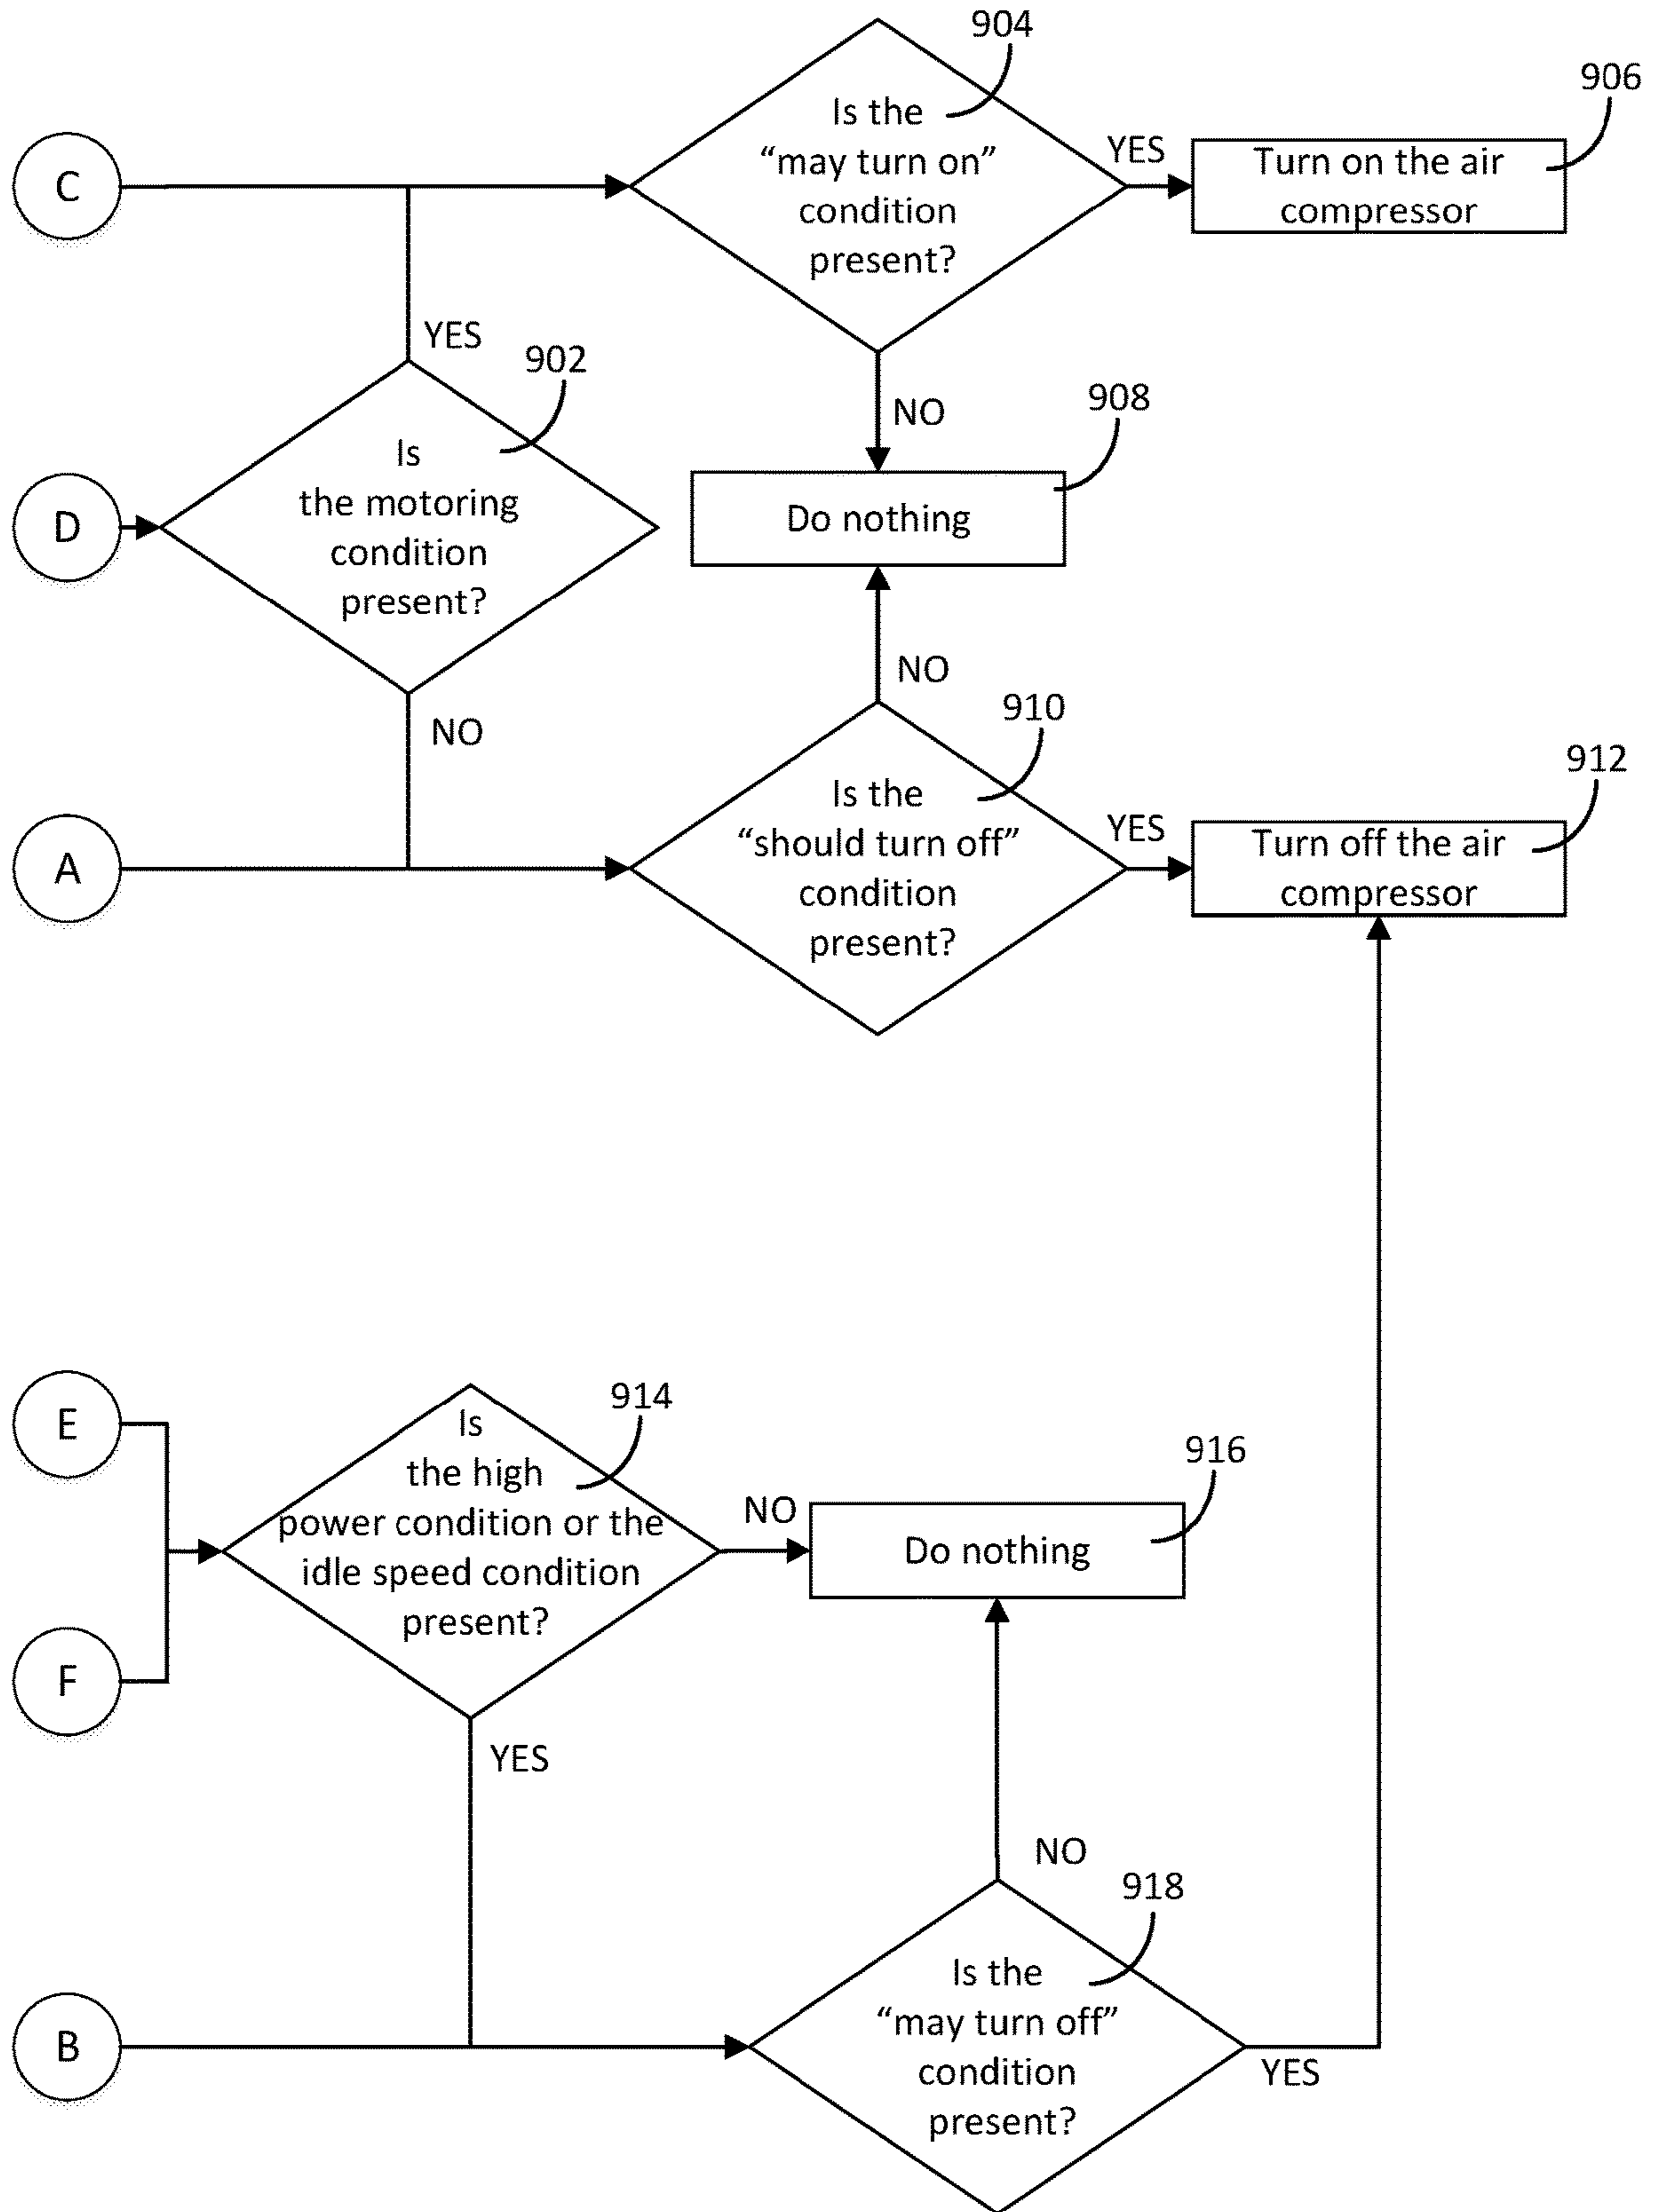 904
906
Is the
“may turn on”
condition
present?
YES
Turn on the air
compressor
C
YES
902
NO
908
Is
the motoring
condition
present?
D
Do nothing
NO
NO
910
912
Is the
“should turn off”
condition
present?
YES
Turn off the air
compressor
A
E
914
Is
the high
power condition or the
idle speed condition
present?
NO
916
Do nothing
F
YES
NO
918
Is the
“may turn off”
condition
present?
B
YES